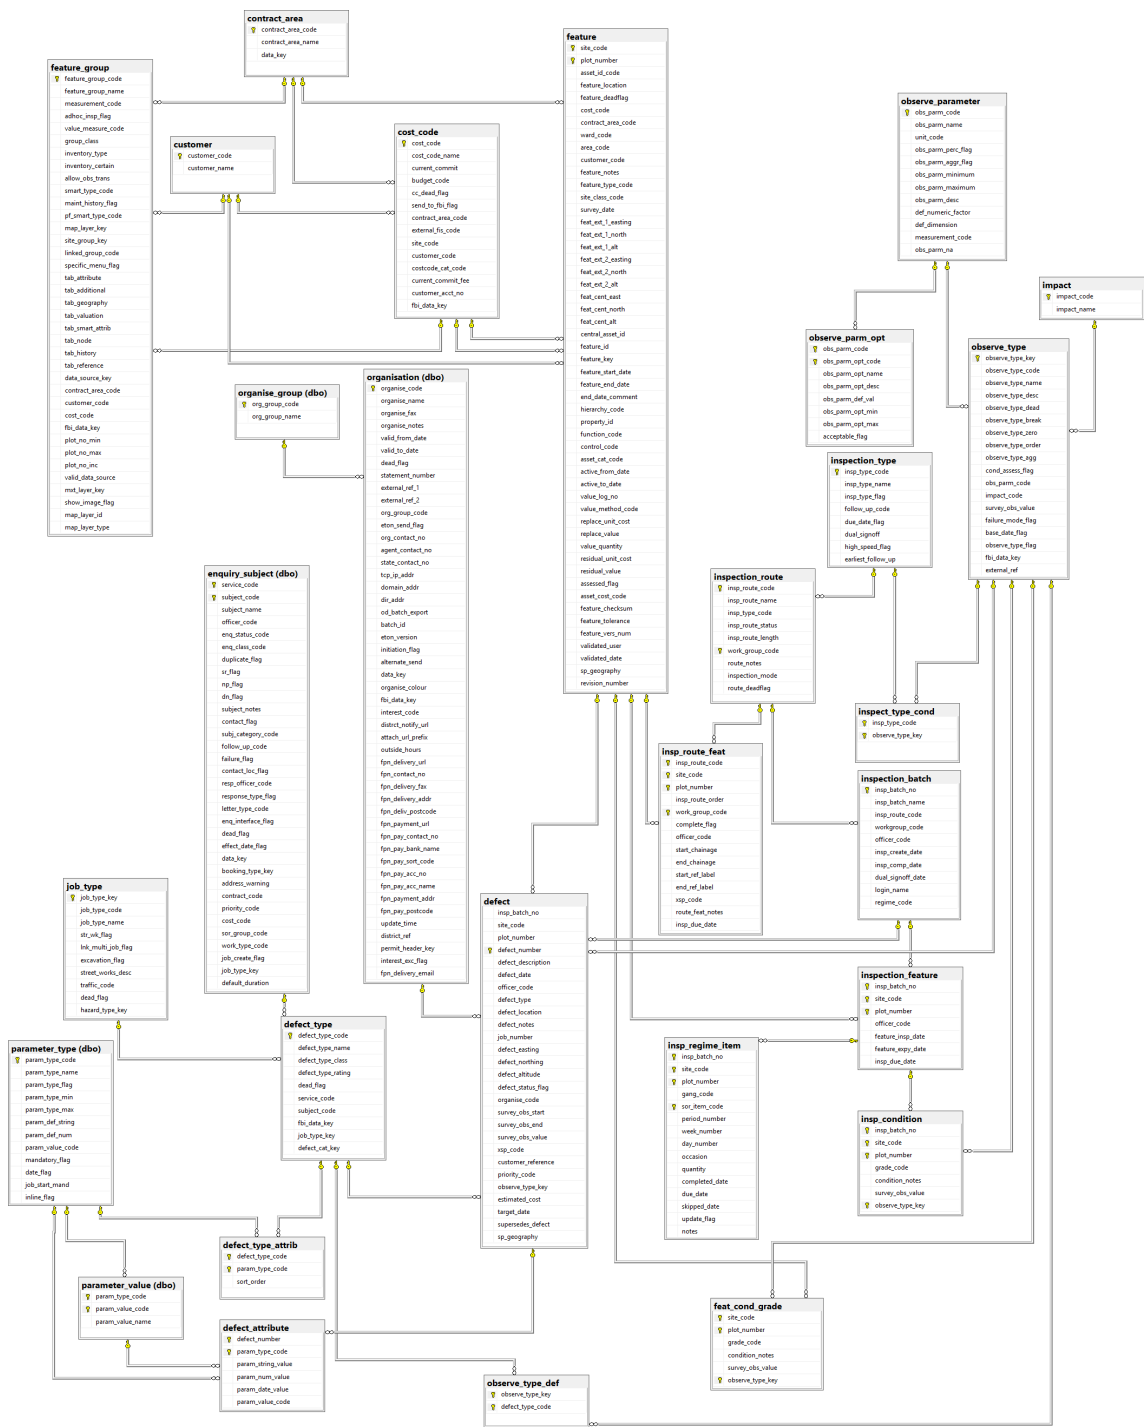 contract_area
contract_area_code
contract_area_name
data_key
feature_group
feature_group_code
feature_group_name
measurement_code
adhoc_insp_flag
value_measure_code
group_class
inventory_type
inventory_certain
allow_obs_trans
smart_type_code
maint_history_flag
pf_smart_type_code
map_layer_key
site_group_key
linked_group_code
specific_menu_flag
tab_attribute
tab_additional
tab_geography
tab_valuation
tab_smart_attrib
tab_node
tab_history
tab_reference
data_source_key
contract_area_code
customer_code
cost_code
fbi_data_key
plot_no_min
plot_no_max
plot_no_inc
valid_data_source
mst_layer_key
show_image_flag
map_layer_id
map_layer_type
customer
customer_code
customer_name
cost_code
cost_code
cost_code_name
current_commit
budget_code
cc_dead_flag
send_to_fbi_flag
contract_area_code
external_fis_code
site_code
customer_code
costcode_cat_code
current_commit_fee
customer_acct_no
fbi_data_key
feature
site_code
plot_number
asset_id_code
feature_location
feature_deadflag
cost_code
contract_area_code
ward_code
area_code
customer_code
feature_notes
feature_type_code
site_class_code
survey_date
feat_ext_1_easting
feat_ext_1_north
feat_ext_1_alt
feat_ext_2_easting
feat_ext_2_north
feat_ext_2_alt
feat_cent_east
feat_cent_north
feat_cent_alt
central_asset_id
feature_id
feature_key
feature_start_date
feature_end_date
end_date_comment
hierarchy_code
property_id
function_code
control_code
asset_cat_code
active_from_date
active_to_date
value_log_no
value_method_code
replace_unit_cost
replace_value
value_quantity
residual_unit_cost
residual_value
assessed_flag
asset_cost_code
feature_checksum
feature_tolerance
feature_vers_num
validated_user
validated_date
sp_geography
revision_number
observe_parameter
obs_parm_code
obs_parm_name
unit_code
obs_parm_perc_flag
obs_parm_aggr_flag
obs_parm_minimum
obs_parm_maximum
obs_parm_desc
def_numeric_factor
def_dimension
measurement_code
obs_parm_na
impact
impact_code
impact_name
observe_parm_opt
obs_parm_code
obs_parm_opt_code
obs_parm_opt_name
obs_parm_opt_desc
obs_parm_def_val
obs_parm_opt_min
obs_parm_opt_max
acceptable_flag
observe_type
observe_type_key
observe_type_code
observe_type_name
observe_type_desc
observe_type_dead
observe_type_break
observe_type_zero
observe_type_order
observe_type_agg
cond_assess_flag
obs_parm_code
impact_code
survey_obs_value
failure_mode_flag
base_date_flag
observe_type_flag
fbi_data_key
external_ref
organise_group (dbo)
org_group_code
org_group_name
organisation (dbo)
organise_code
organise_name
organise_fax
organise_notes
valid_from_date
valid_to_date
dead_flag
statement_number
external_ref_1
external_ref_2
org_group_code
eton_send_flag
org_contact_no
agent_contact_no
state_contact_no
tcp_ip_addr
domain_addr
dir_addr
od_batch_export
batch_id
eton_version
initiation_flag
alternate_send
data_key
organise_colour
fbi_data_key
interest_code
distrct_notify_url
attach_url_prefix
outside_hours
fpn_delivery_url
fpn_contact_no
fpn_delivery_fax
fpn_delivery_addr
fpn_deliv_postcode
fpn_payment_url
fpn_pay_contact_no
fpn_pay_bank_name
fpn_pay_sort_code
fpn_pay_acc_no
fpn_pay_acc_name
fpn_payment_addr
fpn_pay_postcode
update_time
district_ref
permit_header_key
interest_exc_flag
fpn_delivery_email
inspection_type
insp_type_code
insp_type_name
insp_type_flag
follow_up_code
due_date_flag
dual_signoff
high_speed_flag
earliest_follow_up
enquiry_subject (dbo)
service_code
subject_code
subject_name
officer_code
enq_status_code
enq_class_code
duplicate_flag
sr_flag
np_flag
dn_flag
subject_notes
contact_flag
subj_category_code
follow_up_code
failure_flag
contact_loc_flag
resp_officer_code
response_type_flag
letter_type_code
enq_interface_flag
dead_flag
effect_date_flag
data_key
booking_type_key
address_warning
contract_code
priority_code
cost_code
sor_group_code
work_type_code
job_create_flag
job_type_key
default_duration
inspection_route
insp_route_code
insp_route_name
insp_type_code
insp_route_status
insp_route_length
work_group_code
route_notes
inspection_mode
route_deadflag
inspect_type_cond
insp_type_code
observe_type_key
insp_route_feat
insp_route_code
site_code
plot_number
insp_route_order
work_group_code
complete_flag
officer_code
start_chainage
end_chainage
start_ref_label
end_ref_label
xsp_code
route_feat_notes
insp_due_date
inspection_batch
insp_batch_no
insp_batch_name
insp_route_code
workgroup_code
officer_code
insp_create_date
insp_comp_date
dual_signoff_date
login_name
regime_code
job_type
job_type_key
job_type_code
job_type_name
str_wk_flag
lnk_multi_job_flag
excavation_flag
street_works_desc
traffic_code
dead_flag
hazard_type_key
defect
insp_batch_no
site_code
plot_number
defect_number
defect_description
defect_date
officer_code
defect_type
defect_location
defect_notes
job_number
defect_easting
defect_northing
defect_altitude
defect_status_flag
organise_code
survey_obs_start
survey_obs_end
survey_obs_value
xsp_code
customer_reference
priority_code
observe_type_key
estimated_cost
target_date
supersedes_defect
sp_geography
inspection_feature
insp_batch_no
site_code
plot_number
officer_code
feature_insp_date
feature_expy_date
insp_due_date
defect_type
defect_type_code
defect_type_name
defect_type_class
defect_type_rating
dead_flag
service_code
subject_code
fbi_data_key
job_type_key
defect_cat_key
parameter_type (dbo)
param_type_code
param_type_name
param_type_flag
param_type_min
param_type_max
param_def_string
param_def_num
param_value_code
mandatory_flag
date_flag
job_start_mand
inline_flag
insp_regime_item
insp_batch_no
site_code
plot_number
gang_code
sor_item_code
period_number
week_number
day_number
occasion
quantity
completed_date
due_date
skipped_date
update_flag
notes
insp_condition
insp_batch_no
site_code
plot_number
grade_code
condition_notes
survey_obs_value
observe_type_key
defect_type_attrib
defect_type_code
param_type_code
sort_order
parameter_value (dbo)
param_type_code
param_value_code
param_value_name
feat_cond_grade
site_code
plot_number
grade_code
condition_notes
survey_obs_value
observe_type_key
defect_attribute
defect_number
param_type_code
param_string_value
param_num_value
param_date_value
param_value_code
observe_type_def
observe_type_key
defect_type_code